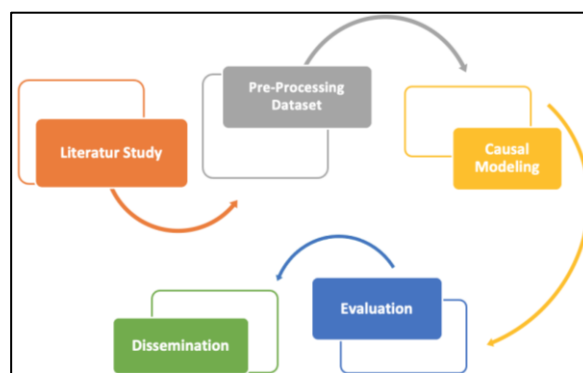 Literatur Study
Pre-Processing
Dataset
Causal
Modeling
Evaluation
Dissemination